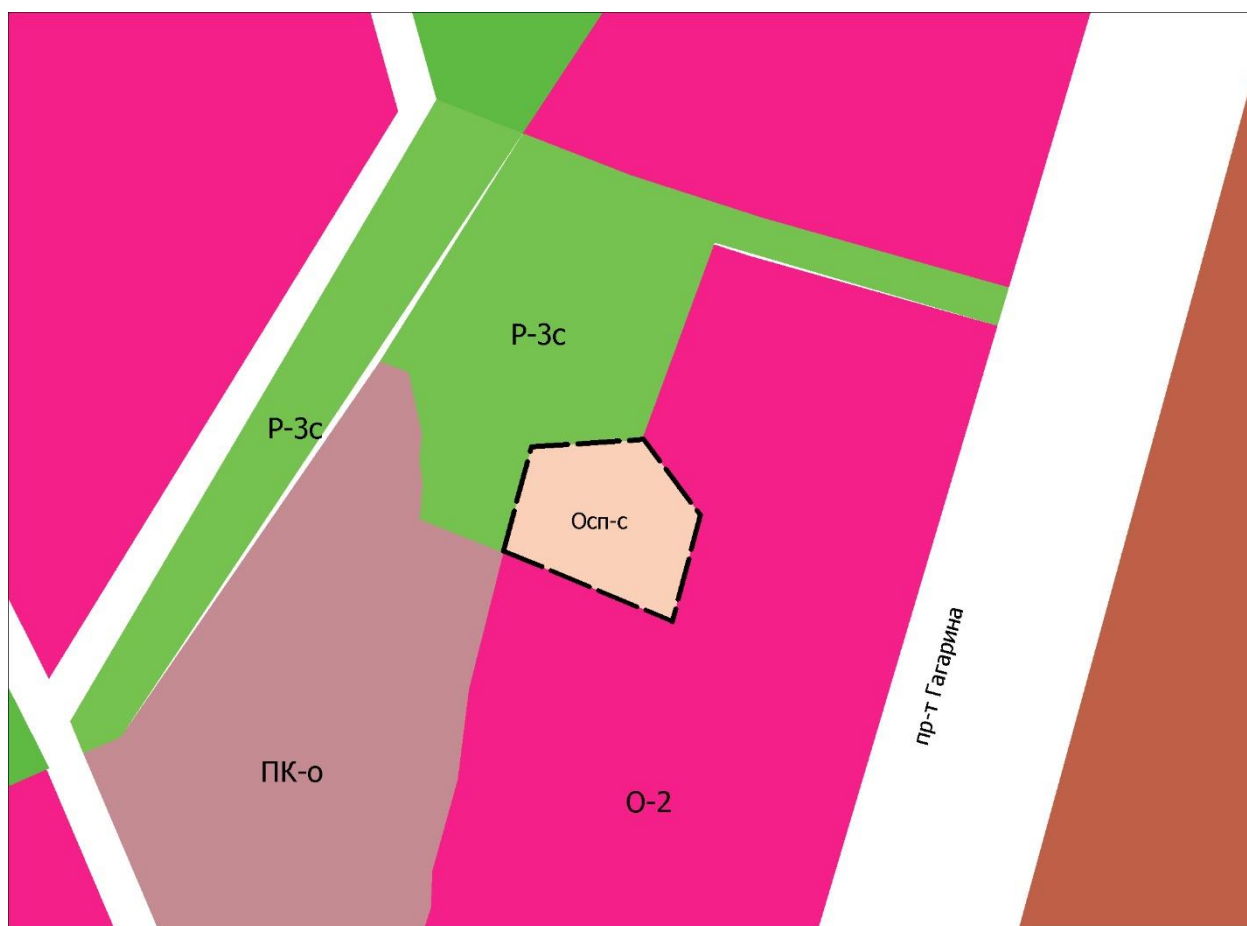 Р-3с
Р-3с
Осп-с
пр-т Гагарина
ПК-о
О-2